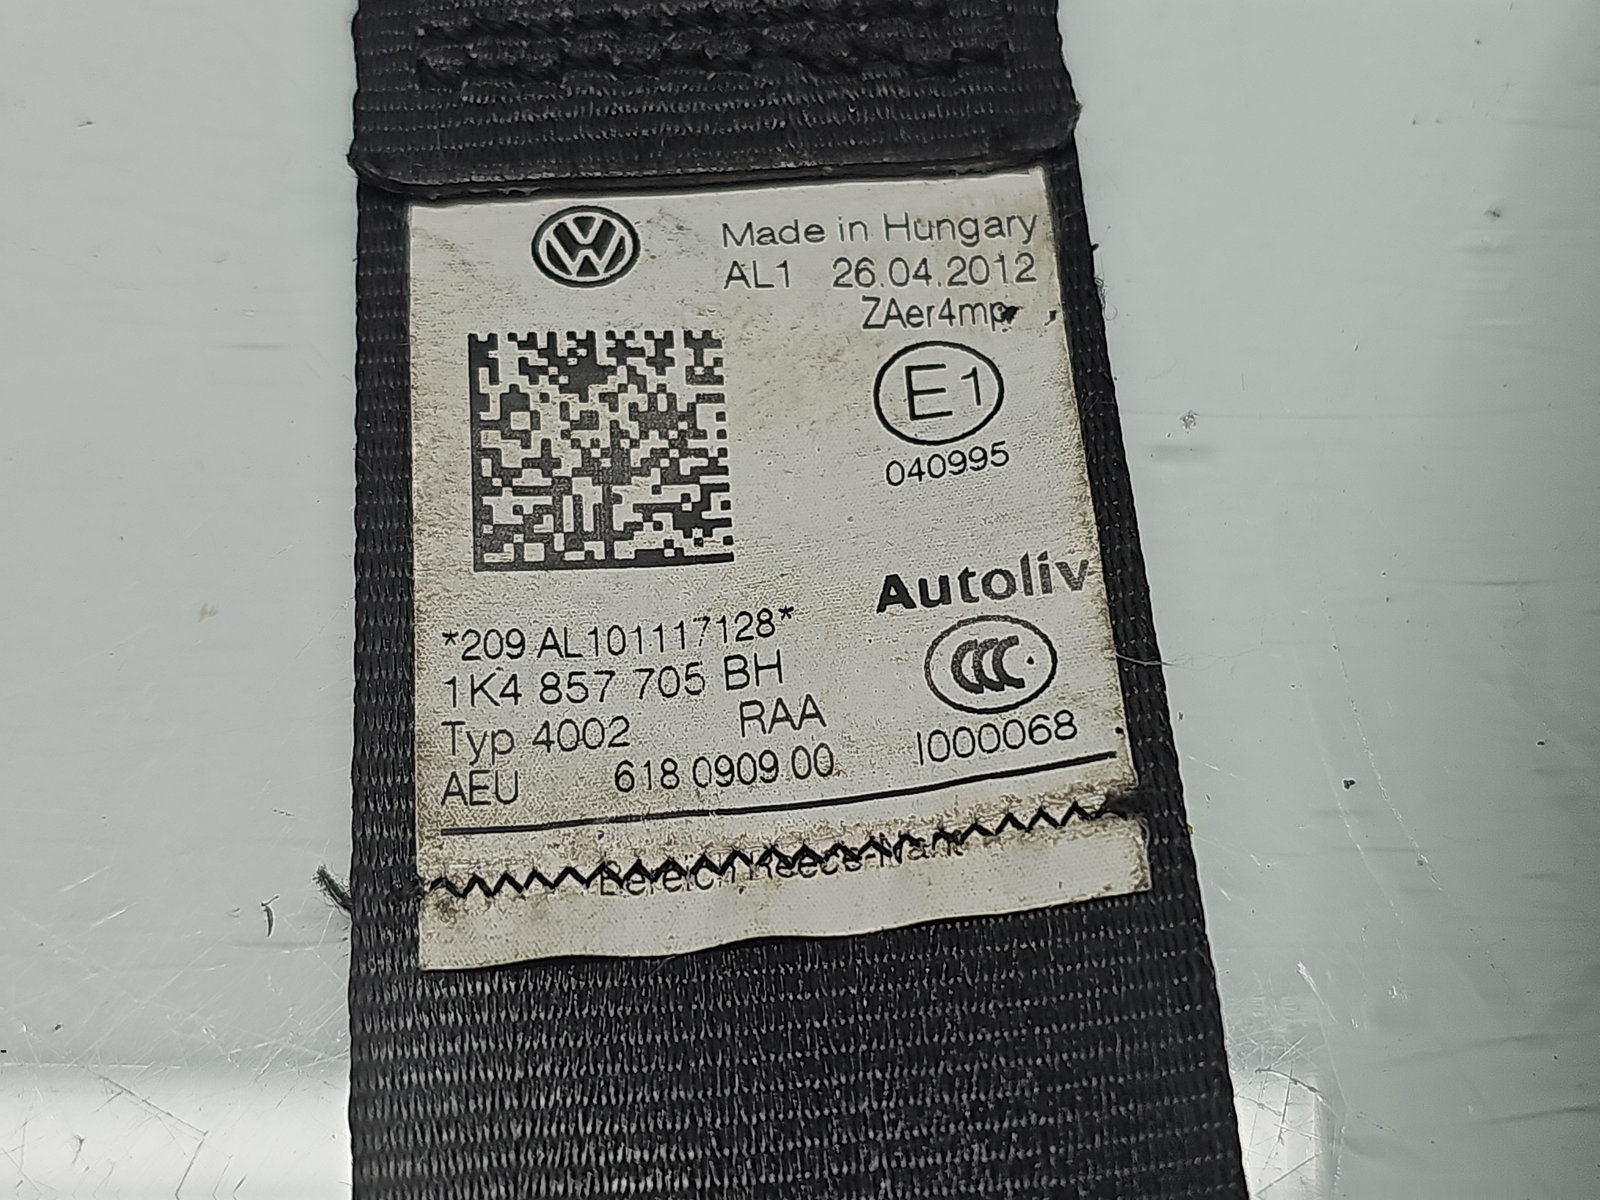 Made in Hungary
AL1 26.04.2012
ZAer4mp
E1
040995
Autoliv
*209 AL101117128*
1K4 857 705 BH
Typ 4002 RAA
AEU 618 0909 00
CCC
I000068